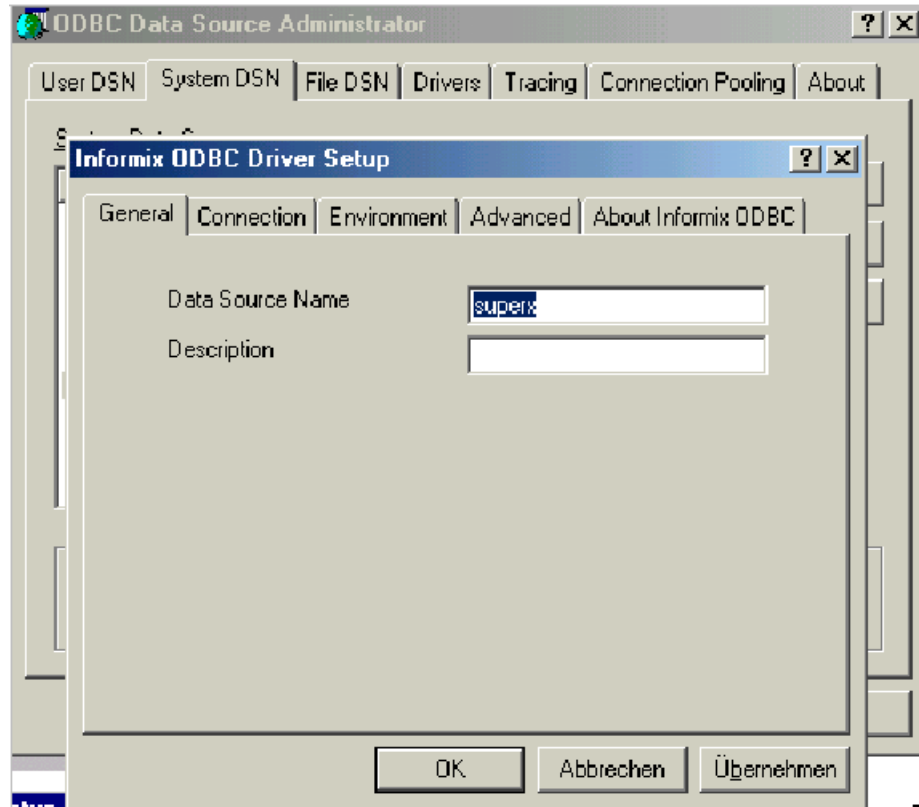 ODBC Data Source Administrator
User DSN System DSN File DSN Drivers Tracing Connection Pooling About
Informix ODBC Driver Setup
General Connection Environment Advanced About Informix ODBC
Data Source Name superx
Description
OK Abbrechen Übernehmen